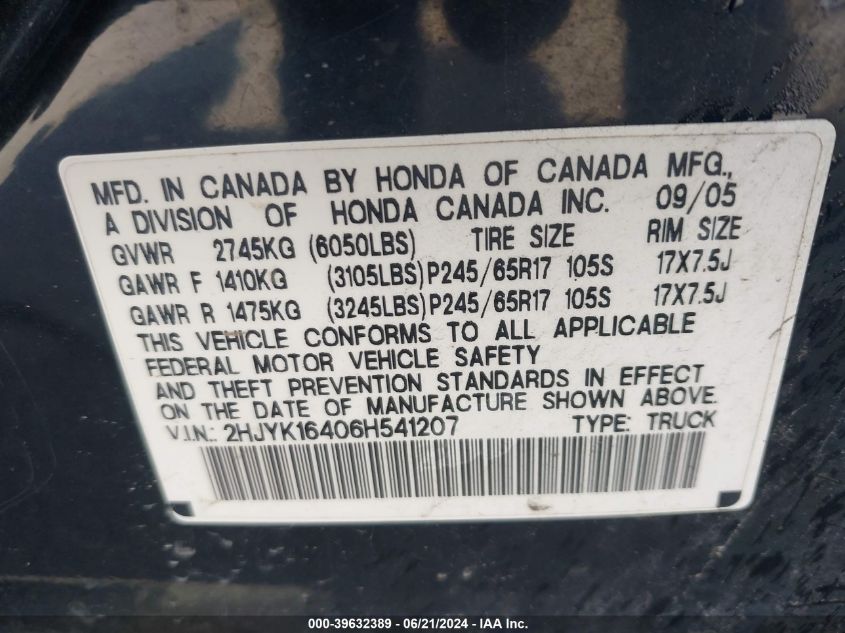 MFD. IN CANADA BY HONDA OF CANADA MFG.,
A DIVISION OF HONDA CANADA INC. 09/05
GVWR 2745KG (6050LBS) TIRE SIZE RIM SIZE
GAWR F 1410KG (3105LBS) P245/65R17 105S 17X7.5J
GAWR R 1475KG (3245LBS) P245/65R17 105S 17X7.5J
THIS VEHICLE CONFORMS TO ALL APPLICABLE
FEDERAL MOTOR VEHICLE SAFETY
AND THEFT PREVENTION STANDARDS IN EFFECT
ON THE DATE OF MANUFACTURE SHOWN ABOVE.
V.I.N.: 2HJYK16406H541207 TYPE: TRUCK
000-39632389 - 06/21/2024 - IAA Inc.